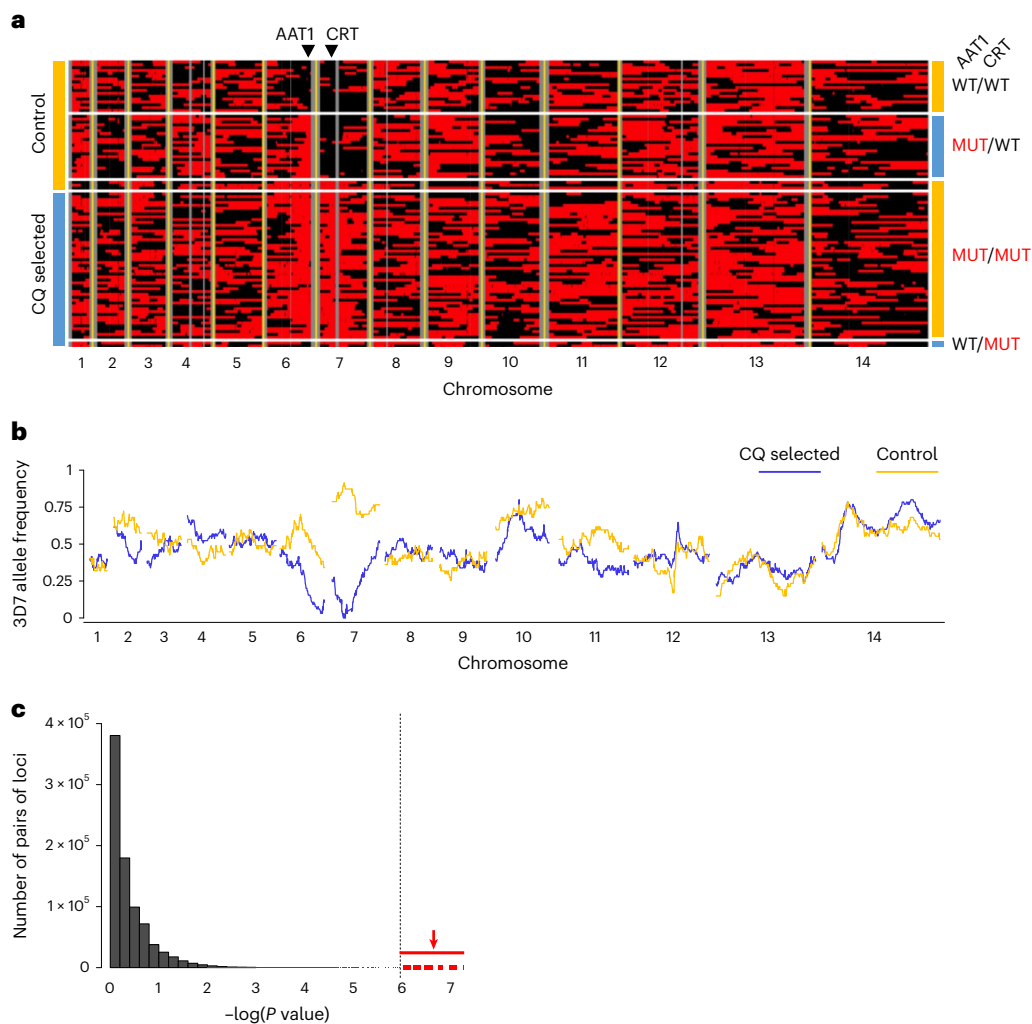 a
AAT1 CRT
AAT1
CRT
Control
CQ selected
WT/WT
MUT/WT
MUT/MUT
WT/MUT
1 2 3 4 5 6 7 8 9 10 11 12 13 14
Chromosome
b
CQ selected Control
3D7 allele frequency
1
0.75
0.5
0.25
0
1 2 3 4 5 6 7 8 9 10 11 12 13 14
Chromosome
c
Number of pairs of loci
4 × 10⁵
3 × 10⁵
2 × 10⁵
1 × 10⁵
0
0 1 2 3 4 5 6 7
–log(P value)